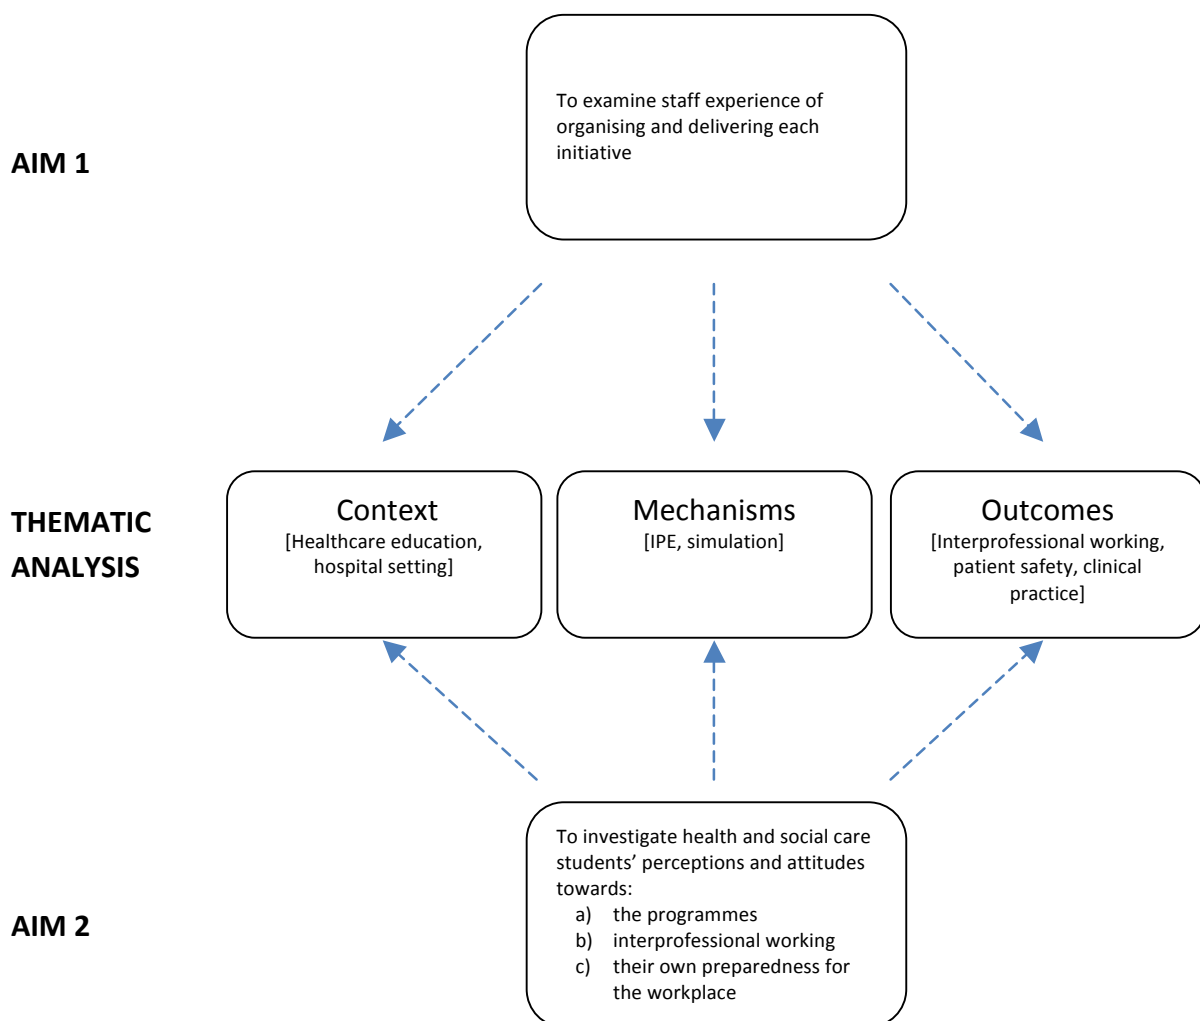 AIM 1
To examine staff experience of
organising and delivering each
initiative
THEMATIC
ANALYSIS
Context
[Healthcare education,
hospital setting]
Mechanisms
[IPE, simulation]
Outcomes
[Interprofessional working,
patient safety, clinical
practice]
AIM 2
To investigate health and social care
students’ perceptions and attitudes
towards:
a) the programmes
b) interprofessional working
c) their own preparedness for
the workplace